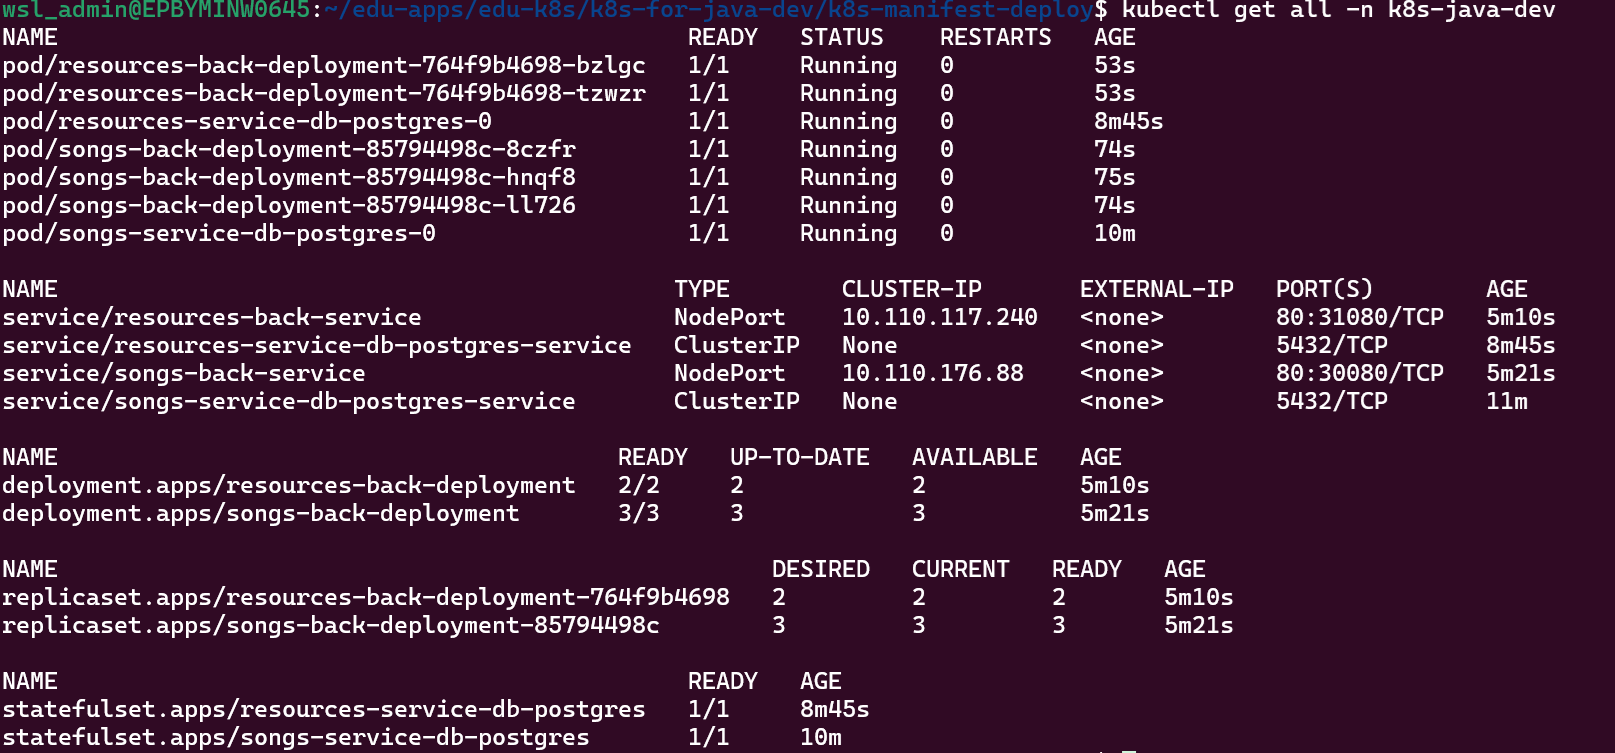 wsl_admin@EPBYMINW0645:~/edu-apps/edu-k8s/k8s-for-java-dev/k8s-manifest-deploy$ kubectl get all -n k8s-java-dev
NAME READY STATUS RESTARTS AGE
pod/resources-back-deployment-764f9b4698-bzlgc 1/1 Running 0 53s
pod/resources-back-deployment-764f9b4698-tzwzr 1/1 Running 0 53s
pod/resources-service-db-postgres-0 1/1 Running 0 8m45s
pod/songs-back-deployment-85794498c-8czfr 1/1 Running 0 74s
pod/songs-back-deployment-85794498c-hnqf8 1/1 Running 0 75s
pod/songs-back-deployment-85794498c-ll726 1/1 Running 0 74s
pod/songs-service-db-postgres-0 1/1 Running 0 10m
NAME TYPE CLUSTER-IP EXTERNAL-IP PORT(S) AGE
service/resources-back-service NodePort 10.110.117.240 <none> 80:31080/TCP 5m10s
service/resources-service-db-postgres-service ClusterIP None <none> 5432/TCP 8m45s
service/songs-back-service NodePort 10.110.176.88 <none> 80:30080/TCP 5m21s
service/songs-service-db-postgres-service ClusterIP None <none> 5432/TCP 11m
NAME READY UP-TO-DATE AVAILABLE AGE
deployment.apps/resources-back-deployment 2/2 2 2 5m10s
deployment.apps/songs-back-deployment 3/3 3 3 5m21s
NAME DESIRED CURRENT READY AGE
replicaset.apps/resources-back-deployment-764f9b4698 2 2 2 5m10s
replicaset.apps/songs-back-deployment-85794498c 3 3 3 5m21s
NAME READY AGE
statefulset.apps/resources-service-db-postgres 1/1 8m45s
statefulset.apps/songs-service-db-postgres 1/1 10m